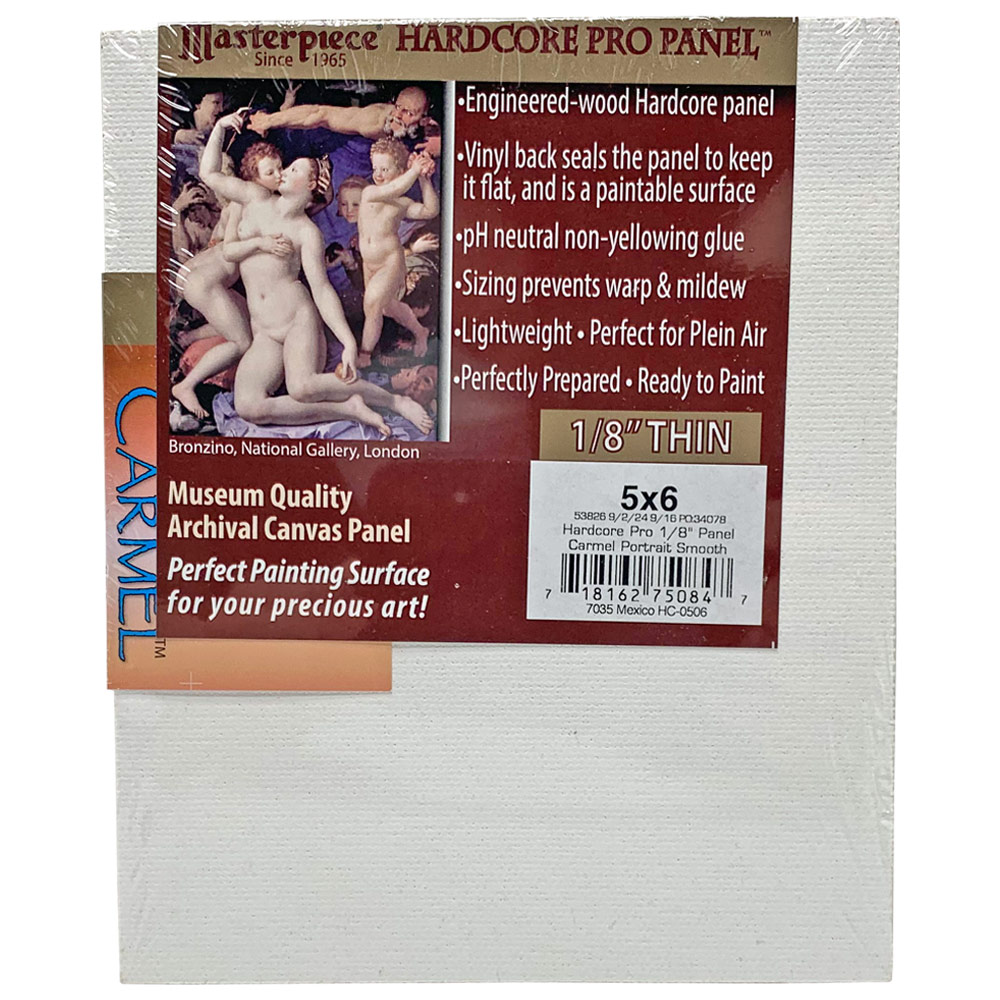 Masterpiece® HARDCORE PRO PANEL™
Since 1965
•Engineered-wood Hardcore panel
•Vinyl back seals the panel to keep
it flat, and is a paintable surface
•pH neutral non-yellowing glue
•Sizing prevents warp & mildew
•Lightweight • Perfect for Plein Air
•Perfectly Prepared • Ready to Paint
1/8" THIN
Bronzino, National Gallery, London
Museum Quality
Archival Canvas Panel
Perfect Painting Surface
for your precious art!
5x6
53826 9/2/24 9/16 PO:34078
Hardcore Pro 1/8" Panel
Carmel Portrait Smooth
7 18162 75084 7
7035 Mexico HC-0506
CARMEL™